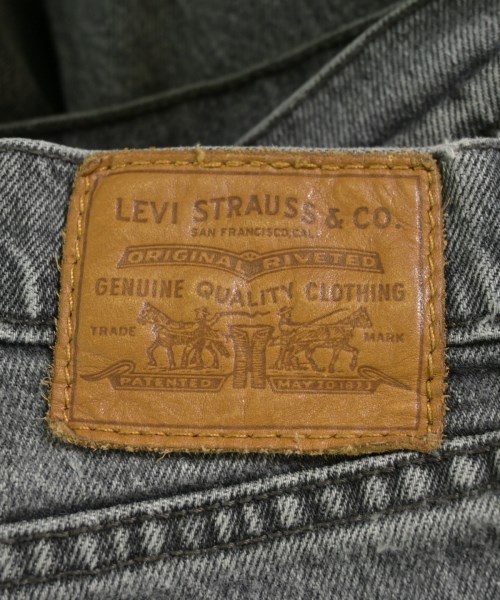 LEVI STRAUSS & CO.
SAN FRANCISCO, CAL.
ORIGINAL RIVETED
GENUINE QUALITY CLOTHING
TRADE MARK
PATENTED MAY 20 1873